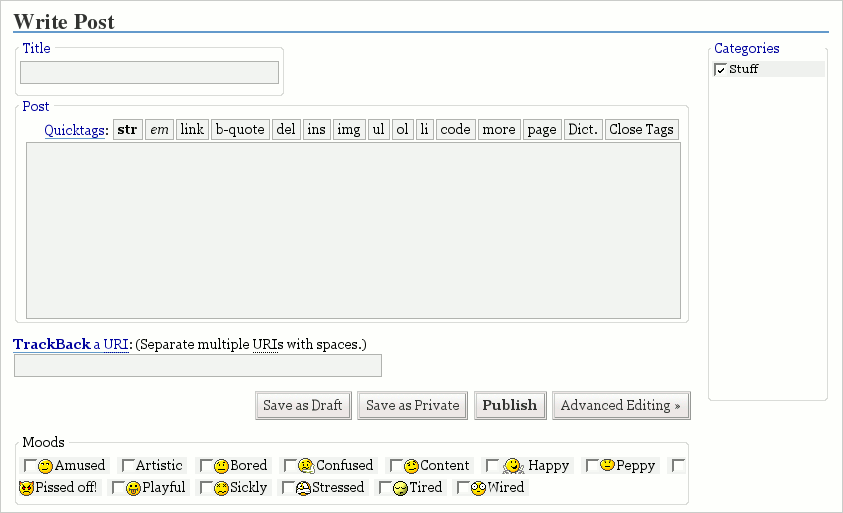 Write Post
Title
Categories
Stuff
Post
Quicktags: str em link b-quote del ins img ul ol li code more page Dict. Close Tags
TrackBack a URI: (Separate multiple URIs with spaces.)
Save as Draft Save as Private Publish Advanced Editing »
Moods
Amused Artistic Bored Confused Content Happy Peppy
Pissed off! Playful Sickly Stressed Tired Wired